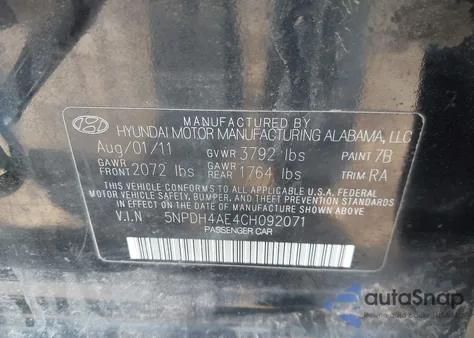 MANUFACTURED BY
HYUNDAI MOTOR MANUFACTURING ALABAMA, LLC
Aug/01/11 GVWR 3792 lbs PAINT 7B
GAWR FRONT 2072 lbs GAWR REAR 1764 lbs TRIM RA
THIS VEHICLE CONFORMS TO ALL APPLICABLE U.S.A. FEDERAL
MOTOR VEHICLE SAFETY, BUMPER, AND THEFT PREVENTION STANDARDS
IN EFFECT ON THE DATE OF MANUFACTURE SHOWN ABOVE.
V.I.N 5NPDH4AE4CH092071
PASSENGER CAR
autoSnap